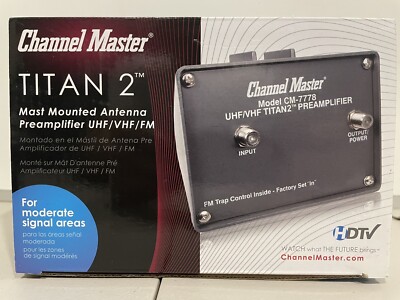 Channel Master®
TITAN 2™
Mast Mounted Antenna
Preamplifier UHF/VHF/FM
Montado en el Mástil de Antena Pre
Amplificador de UHF / VHF / FM
Monté sur Mât D'antenne Pré
Amplificateur UHF / VHF / FM
For
moderate
signal areas
para las áreas señal
moderada
pour les zones
de signal modérés
Channel Master®
Model CM-7778
UHF/VHF TITAN2™ PREAMPLIFIER
INPUT
OUTPUT/
POWER
FM Trap Control Inside - Factory Set 'In'
HDTV
WATCH what THE FUTURE brings™
ChannelMaster.com